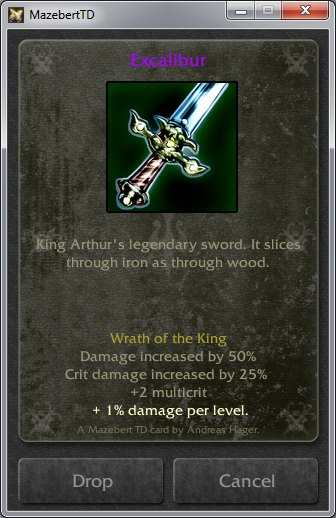 MazebertTD
Excalibur
King Arthur's legendary sword. It slices
through iron as through wood.
Wrath of the King
Damage increased by 50%
Crit damage increased by 25%
+2 multicrit
+ 1% damage per level.
A Mazebert TD card by Andreas Hager.
Drop
Cancel